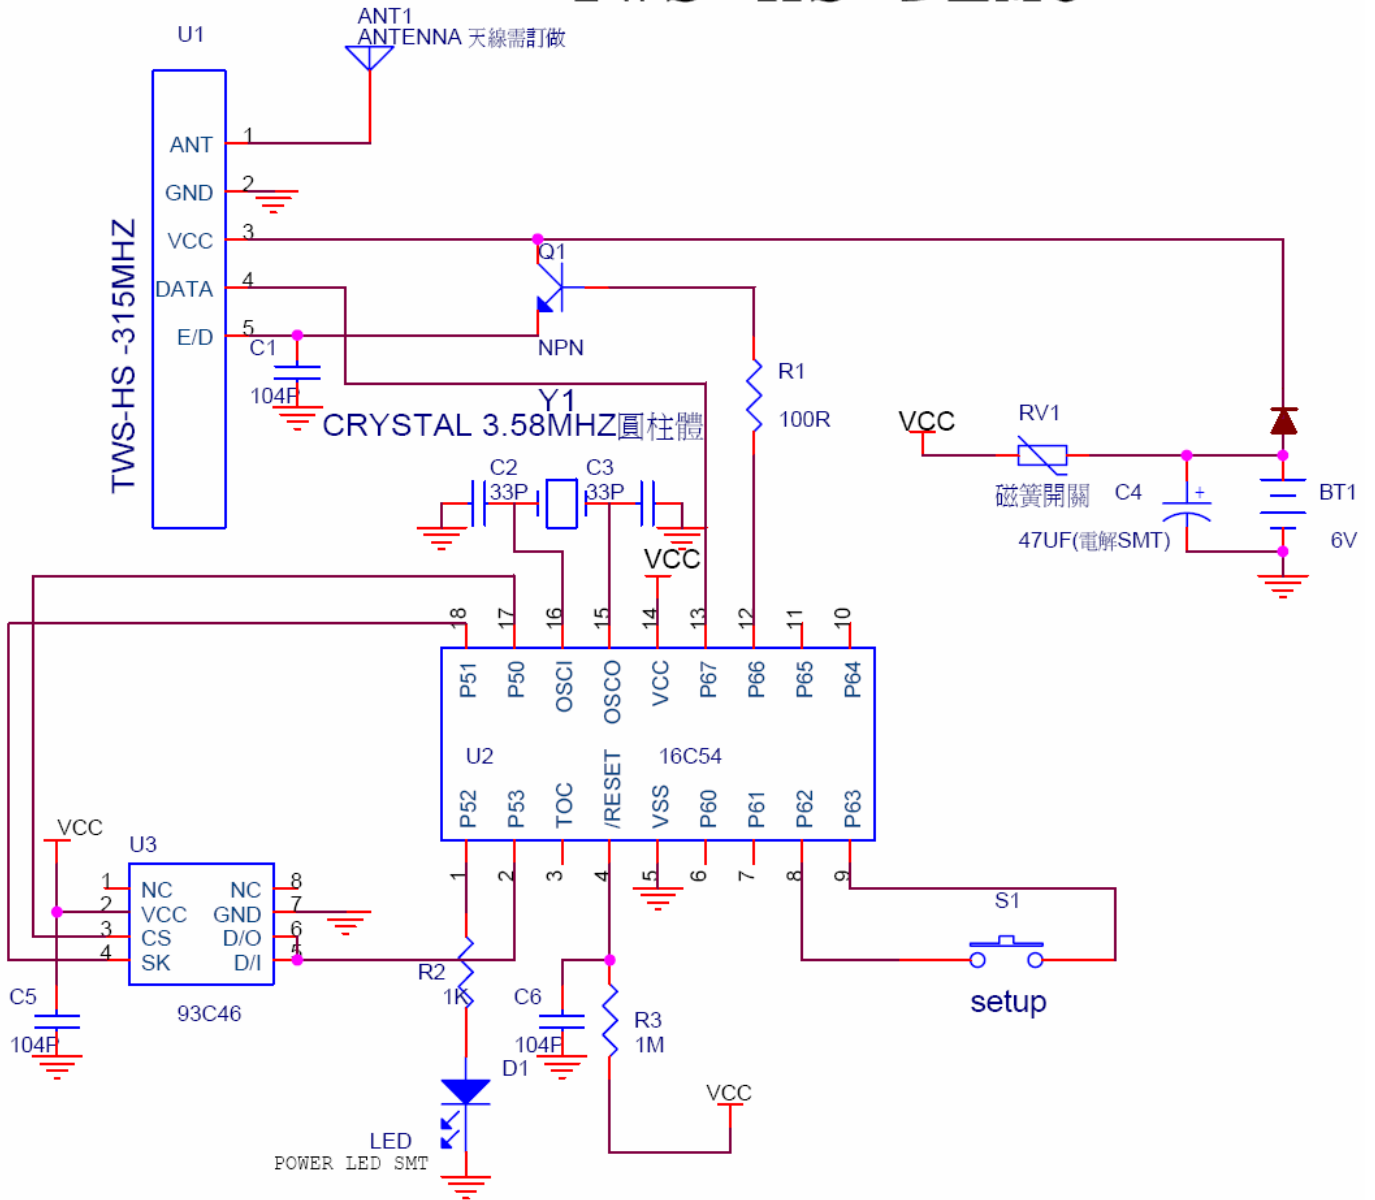 ANT1
ANTENNA 天線需訂做
U1
ANT 1
GND 2
VCC 3
DATA 4
E/D 5
TWS-HS -315MHZ
C1
104P
Q1
NPN
R1
100R
Y1
CRYSTAL 3.58MHZ圓柱體
C2
33P
C3
33P
VCC
RV1
磁簧開關
C4
+
47UF(電解SMT)
BT1
6V
VCC
18 17 16 15 14 13 12 11 10
P51 P50 OSCI OSCO VCC P67 P66 P65 P64
U2
16C54
P52 P53 TOC /RESET VSS P60 P61 P62 P63
1 2 3 4 5 6 7 8 9
VCC
U3
1 NC NC 8
2 VCC GND 7
3 CS D/O 6
4 SK D/I 5
93C46
C5
104P
R2
1K
C6
104P
R3
1M
D1
LED
POWER LED SMT
VCC
S1
setup